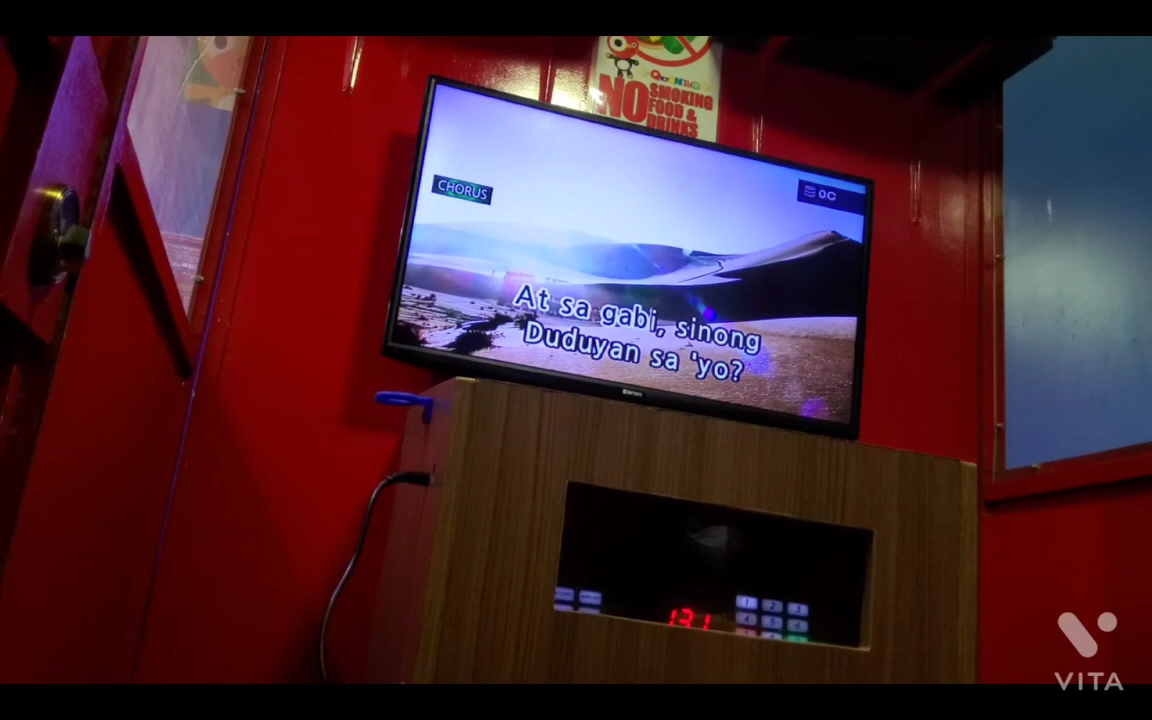 NO
SMOKING
FOOD &
DRINKS
CHORUS
0C
At sa gabi, sinong
Duduyan sa 'yo?
131
1 2 3
4 5 6
VITA